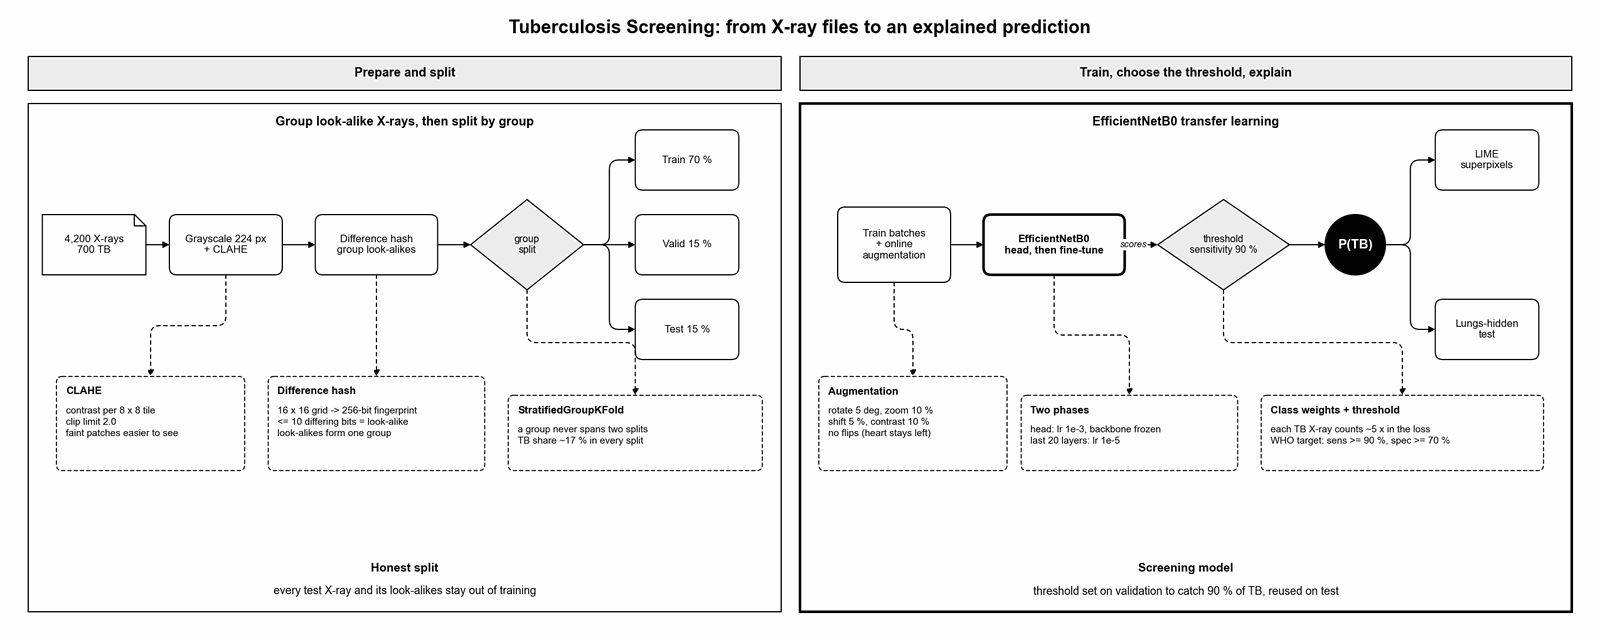 Tuberculosis Screening: from X-ray files to an explained prediction
Prepare and split
Group look-alike X-rays, then split by group
4,200 X-rays
700 TB
Grayscale 224 px
+ CLAHE
Difference hash
group look-alikes
group
split
Train 70 %
Valid 15 %
Test 15 %
CLAHE
contrast per 8 x 8 tile
clip limit 2.0
faint patches easier to see
Difference hash
16 x 16 grid -> 256-bit fingerprint
<= 10 differing bits = look-alike
look-alikes form one group
StratifiedGroupKFold
a group never spans two splits
TB share ~17 % in every split
Honest split
every test X-ray and its look-alikes stay out of training
Train, choose the threshold, explain
EfficientNetB0 transfer learning
Train batches
+ online
augmentation
EfficientNetB0
head, then fine-tune
scores
threshold
sensitivity 90 %
P(TB)
LIME
superpixels
Lungs-hidden
test
Augmentation
rotate 5 deg, zoom 10 %
shift 5 %, contrast 10 %
no flips (heart stays left)
Two phases
head: lr 1e-3, backbone frozen
last 20 layers: lr 1e-5
Class weights + threshold
each TB X-ray counts ~5 x in the loss
WHO target: sens >= 90 %, spec >= 70 %
Screening model
threshold set on validation to catch 90 % of TB, reused on test